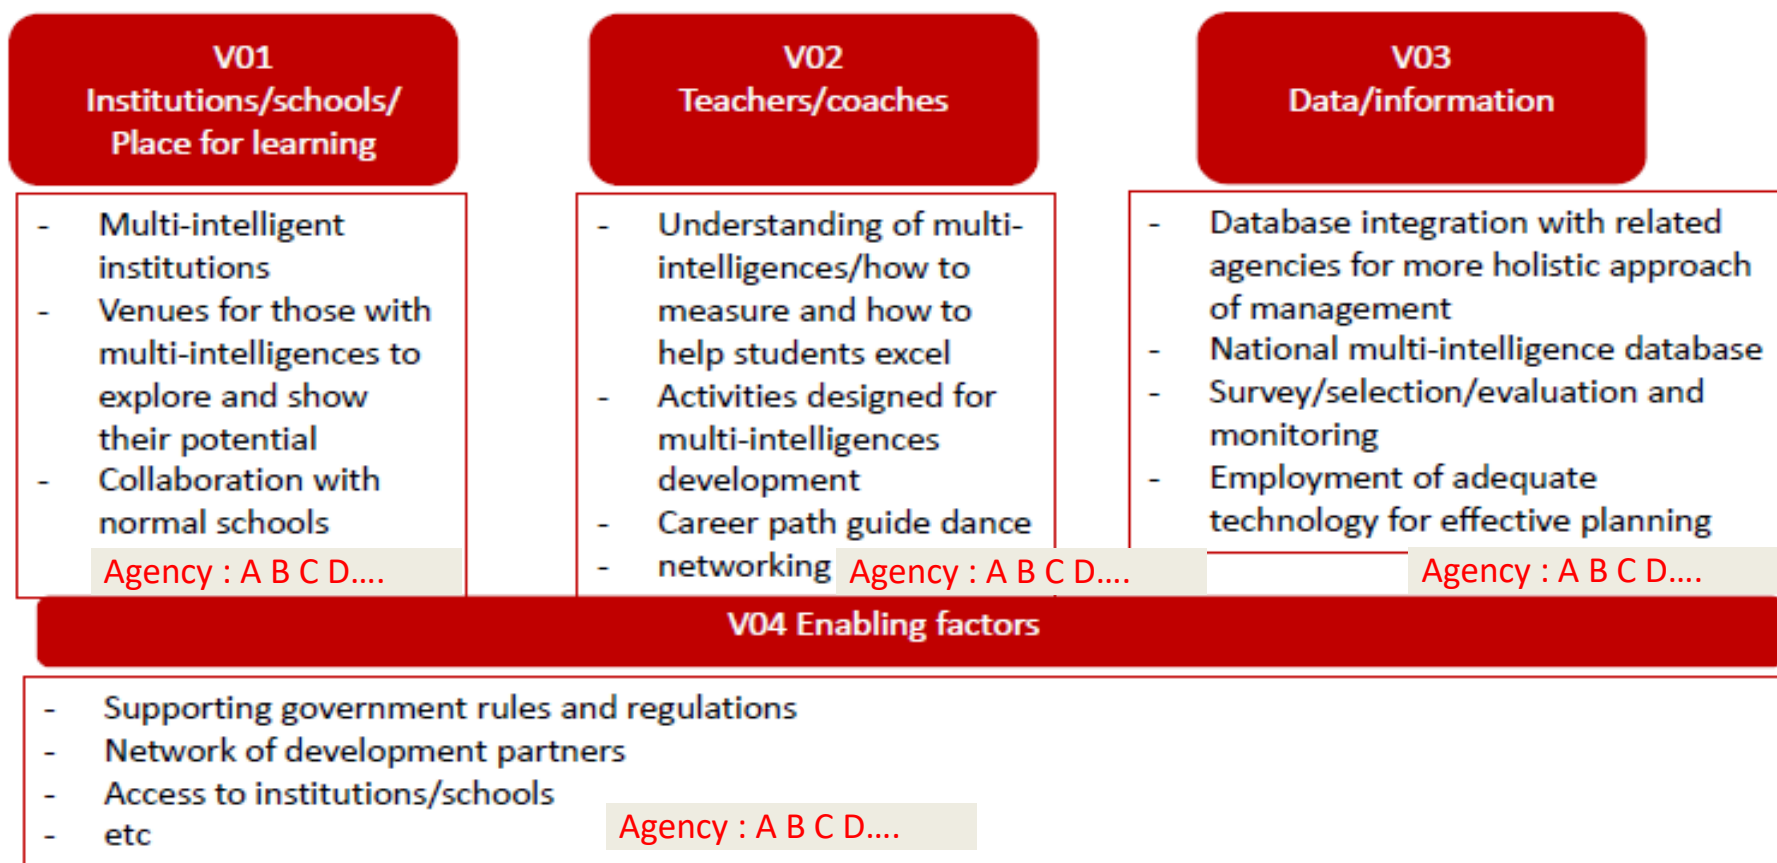 V01
Institutions/schools/
Place for learning
- Multi-intelligent
institutions
- Venues for those with
multi-intelligences to
explore and show
their potential
- Collaboration with
normal schools
Agency : A B C D....
V02
Teachers/coaches
- Understanding of multi-
intelligences/how to
measure and how to
help students excel
- Activities designed for
multi-intelligences
development
- Career path guide dance
- networking
Agency : A B C D....
V03
Data/information
- Database integration with related
agencies for more holistic approach
of management
- National multi-intelligence database
- Survey/selection/evaluation and
monitoring
- Employment of adequate
technology for effective planning
Agency : A B C D....
V04 Enabling factors
- Supporting government rules and regulations
- Network of development partners
- Access to institutions/schools
- etc
Agency : A B C D....